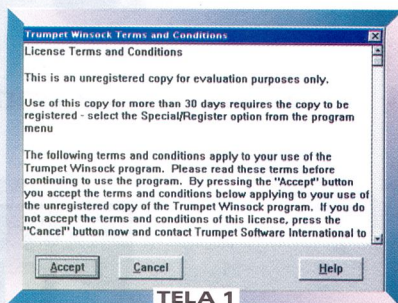 Trumpet Winsock Terms and Conditions
License Terms and Conditions
This is an unregistered copy for evaluation purposes only.
Use of this copy for more than 30 days requires the copy to be
registered - select the Special/Register option from the program
menu
The following terms and conditions apply to your use of the
Trumpet Winsock program. Please read these terms before
continuing to use the program. By pressing the "Accept" button
you accept the terms and conditions below applying to your use of
the unregistered copy of the Trumpet Winsock program. If you do
not accept the terms and conditions of this license, press the
"Cancel" button now and contact Trumpet Software International to
Accept Cancel Help
TELA 1